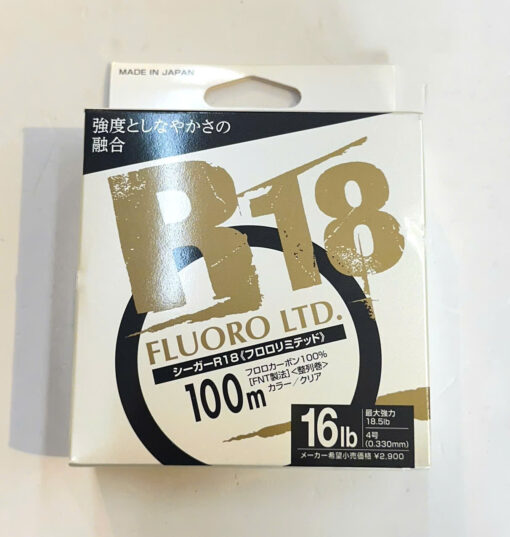 MADE IN JAPAN
強度としなやかさの
融合
R18
FLUORO LTD.
シーガーR18《フロロリミテッド》
フロロカーボン100%
[FNT製法]<整列巻>
カラー/クリア
100m
16lb
最大強力
18.5lb
4号
(0.330mm)
メーカー希望小売価格 ¥2,900